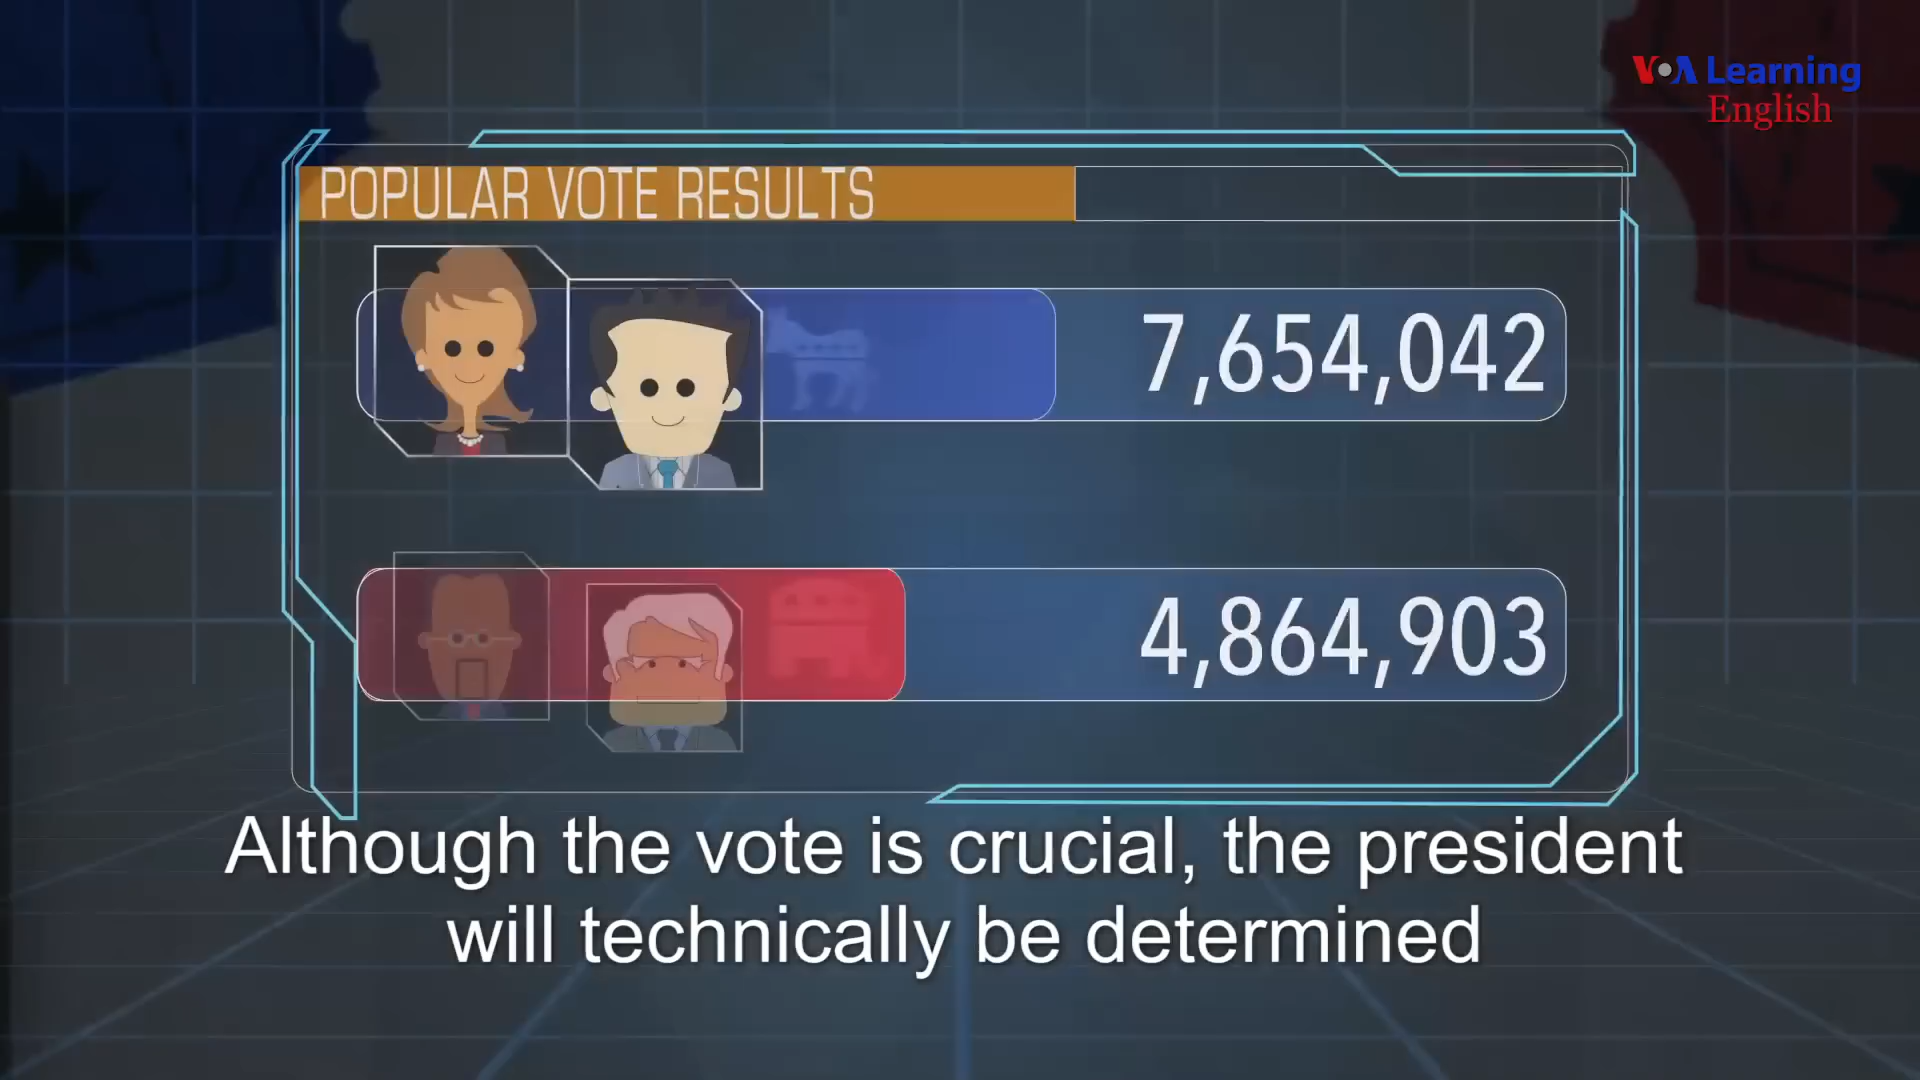 VOA Learning
English
POPULAR VOTE RESULTS
7,654,042
4,864,903
Although the vote is crucial, the president
will technically be determined